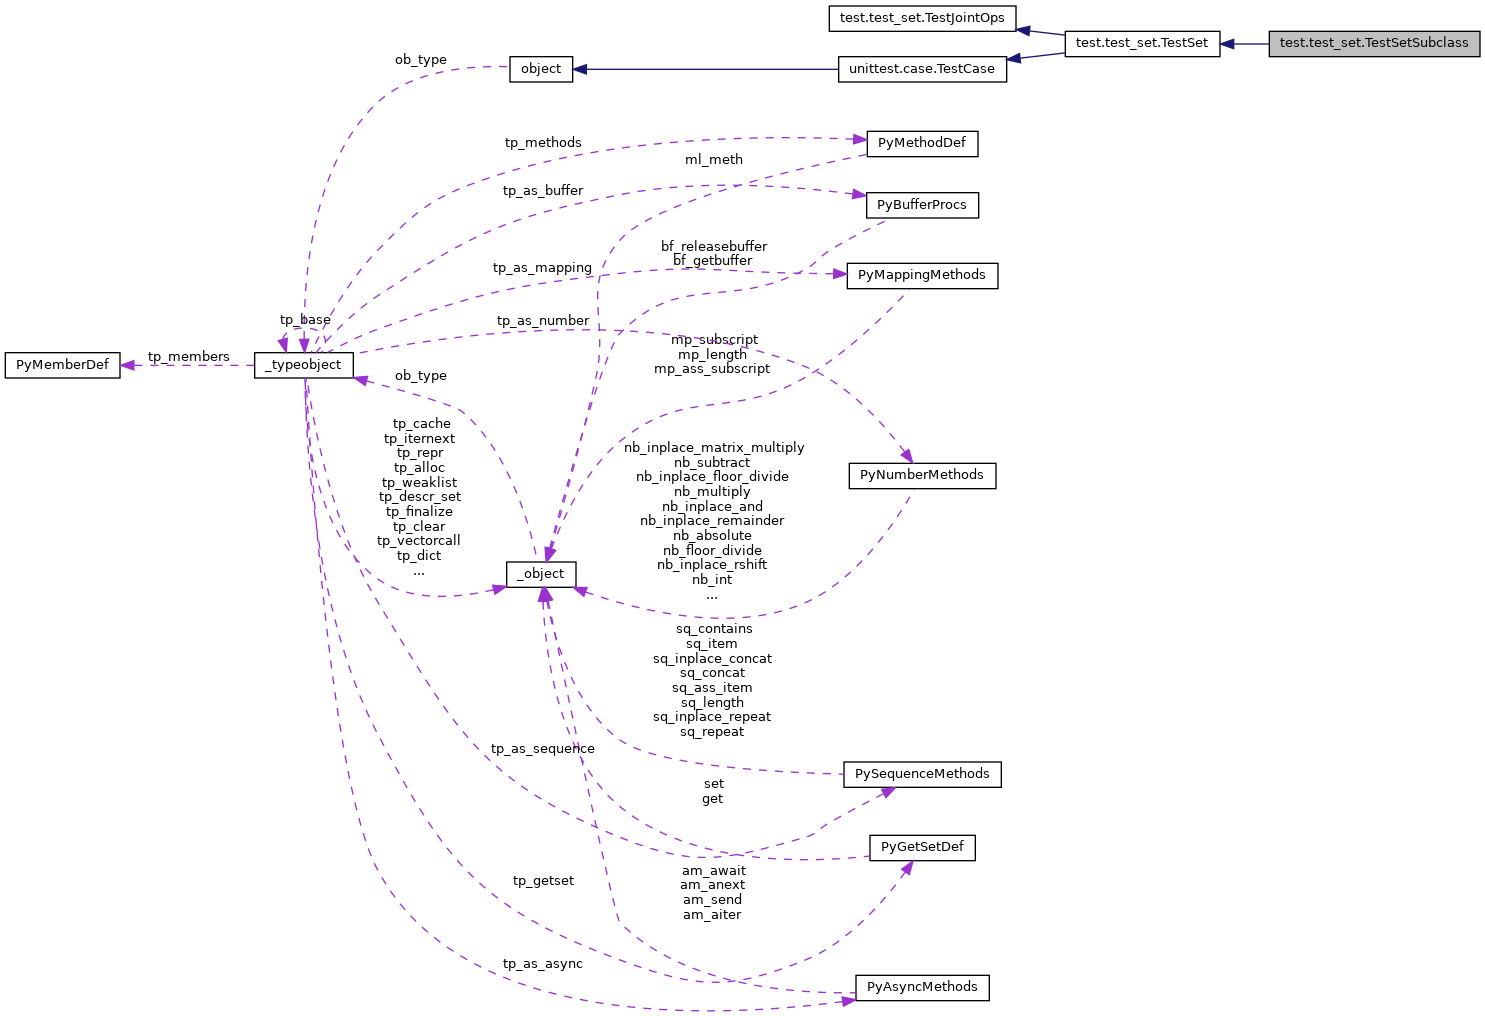 test.test_set.TestJointOps
test.test_set.TestSet
test.test_set.TestSetSubclass
ob_type
object
unittest.case.TestCase
tp_methods
PyMethodDef
ml_meth
tp_as_buffer
PyBufferProcs
bf_releasebuffer
bf_getbuffer
tp_as_mapping
PyMappingMethods
tp_base
tp_as_number
mp_subscript
mp_length
mp_ass_subscript
PyMemberDef
tp_members
_typeobject
ob_type
tp_cache
tp_iternext
tp_repr
tp_alloc
tp_weaklist
tp_descr_set
tp_finalize
tp_clear
tp_vectorcall
tp_dict
...
nb_inplace_matrix_multiply
nb_subtract
nb_inplace_floor_divide
nb_multiply
nb_inplace_and
nb_inplace_remainder
nb_absolute
nb_floor_divide
nb_inplace_rshift
nb_int
...
PyNumberMethods
_object
sq_contains
sq_item
sq_inplace_concat
sq_concat
sq_ass_item
sq_length
sq_inplace_repeat
sq_repeat
tp_as_sequence
PySequenceMethods
set
get
PyGetSetDef
tp_getset
am_await
am_anext
am_send
am_aiter
tp_as_async
PyAsyncMethods